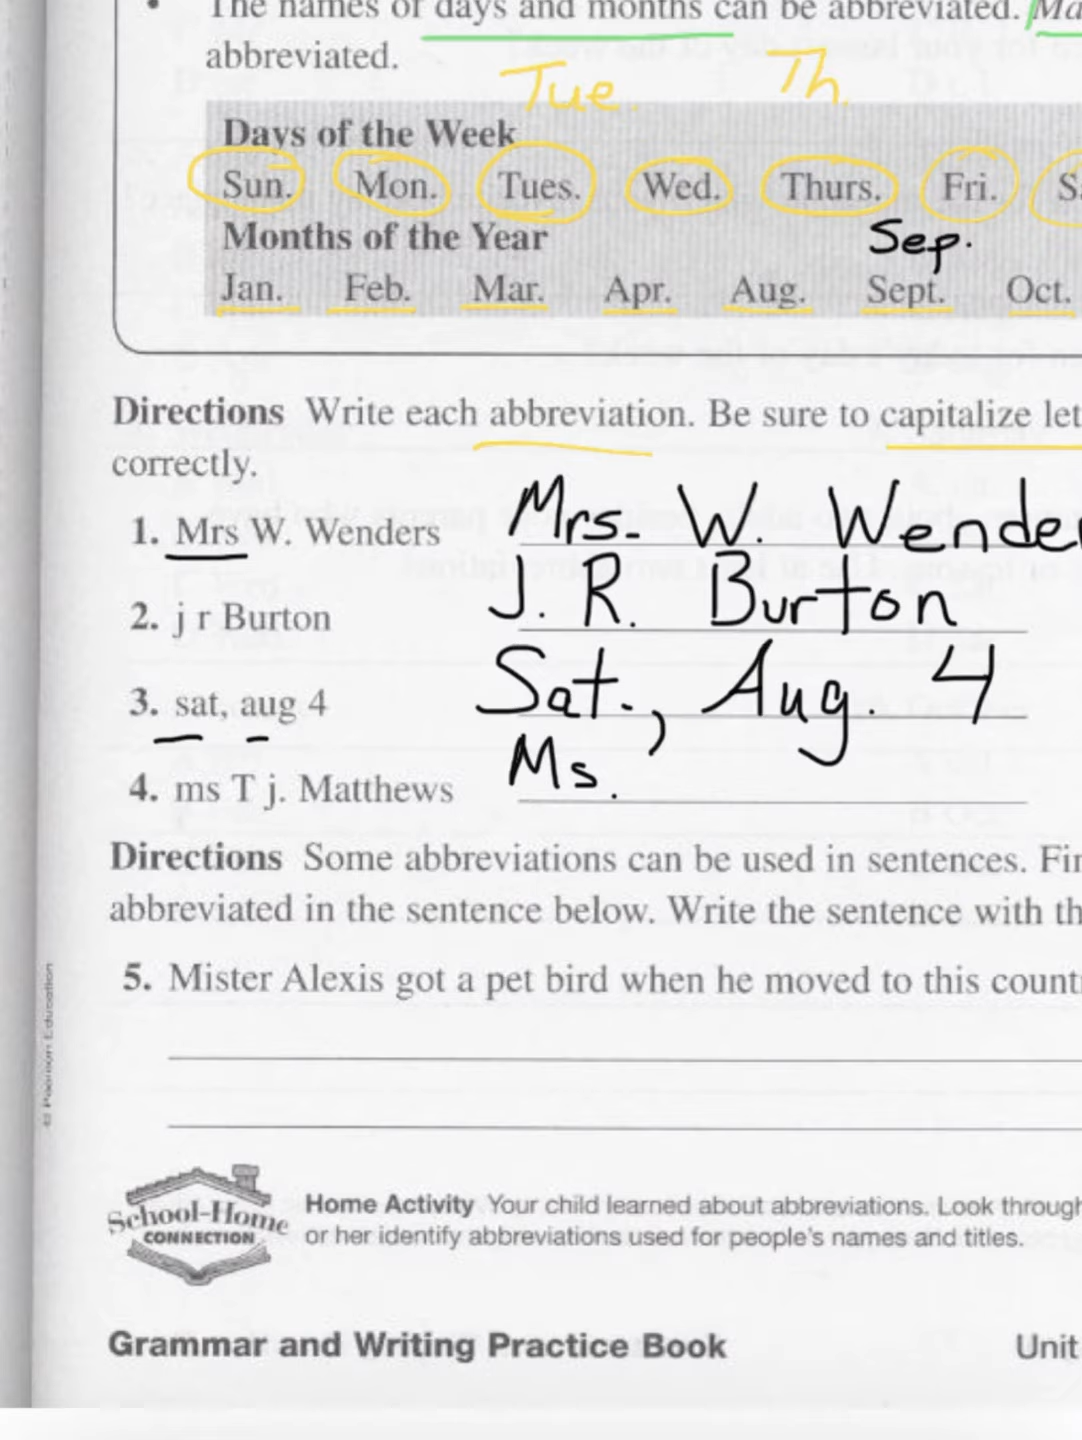 The names of days and months can be abbreviated.
abbreviated.
Tue. Th.
Days of the Week
Sun. Mon. Tues. Wed. Thurs. Fri.
Months of the Year
Sep.
Jan. Feb. Mar. Apr. Aug. Sept. Oct.
Directions Write each abbreviation. Be sure to capitalize
correctly.
1. Mrs W. Wenders Mrs. W.
2. j r Burton J. R. Burton
3. sat, aug 4 Sat., Aug. 4
4. ms T j. Matthews Ms.
Directions Some abbreviations can be used in sentences.
abbreviated in the sentence below. Write the sentence with
5. Mister Alexis got a pet bird when he moved to this
© Pearson Education
School-Home
CONNECTION
Home Activity Your child learned about abbreviations. Look through
or her identify abbreviations used for people's names and titles.
Grammar and Writing Practice Book Unit